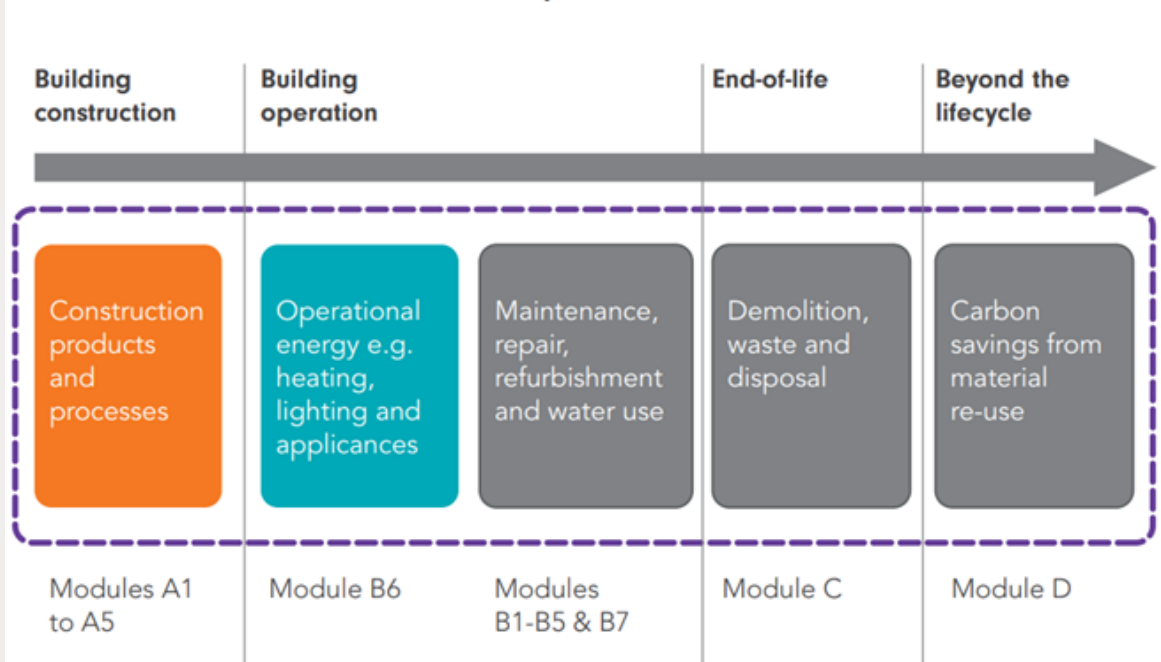 Building
construction
Building
operation
End-of-life
Beyond the
lifecycle
Construction
products
and
processes
Operational
energy e.g.
heating,
lighting and
applicances
Maintenance,
repair,
refurbishment
and water use
Demolition,
waste and
disposal
Carbon
savings from
material
re-use
Modules A1
to A5
Module B6
Modules
B1-B5 & B7
Module C
Module D